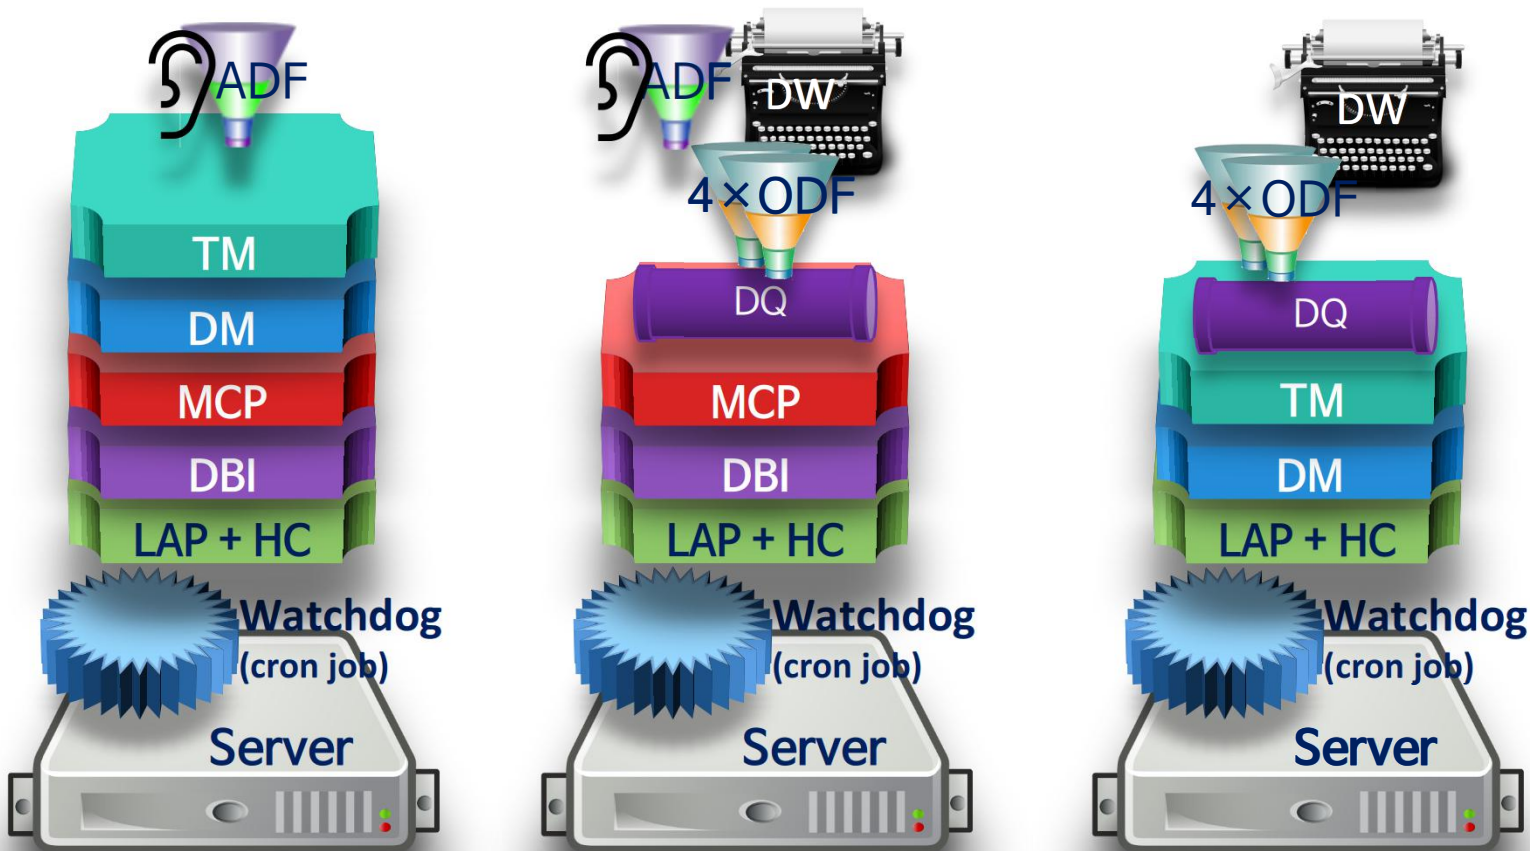 ADF
TM
DM
MCP
DBI
LAP + HC
Watchdog
(cron job)
Server
ADF
DW
4×ODF
DQ
MCP
DBI
LAP + HC
Watchdog
(cron job)
Server
DW
4×ODF
DQ
TM
DM
LAP + HC
Watchdog
(cron job)
Server